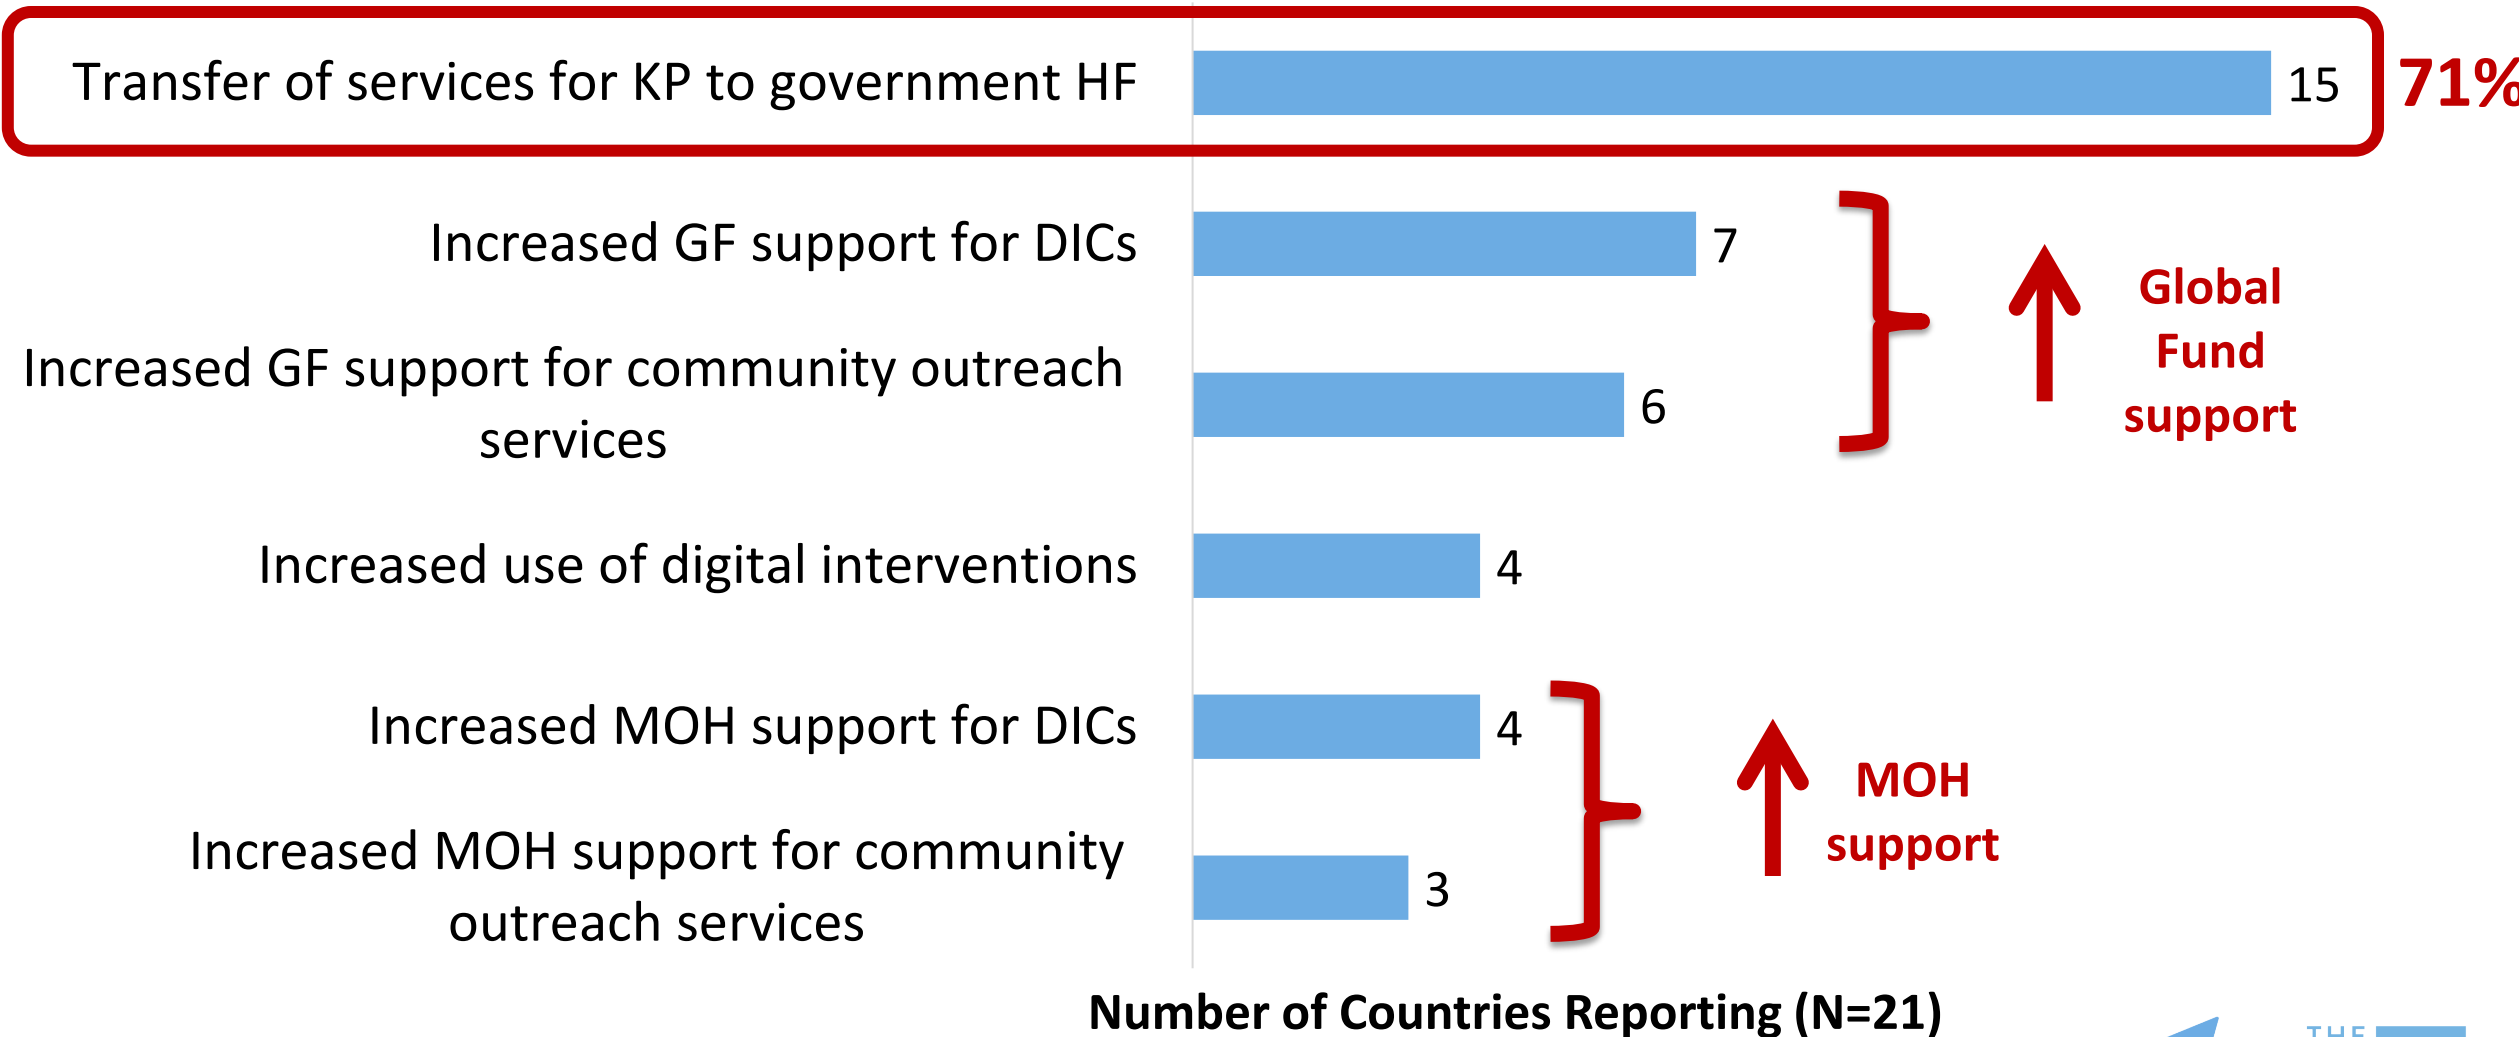 Transfer of services for KP to government HF
15
71%
Increased GF support for DICs
7
Increased GF support for community outreach
services
6
Global
Fund
support
Increased use of digital interventions
4
Increased MOH support for DICs
4
Increased MOH support for community
outreach services
3
MOH
support
Number of Countries Reporting (N=21)
THE